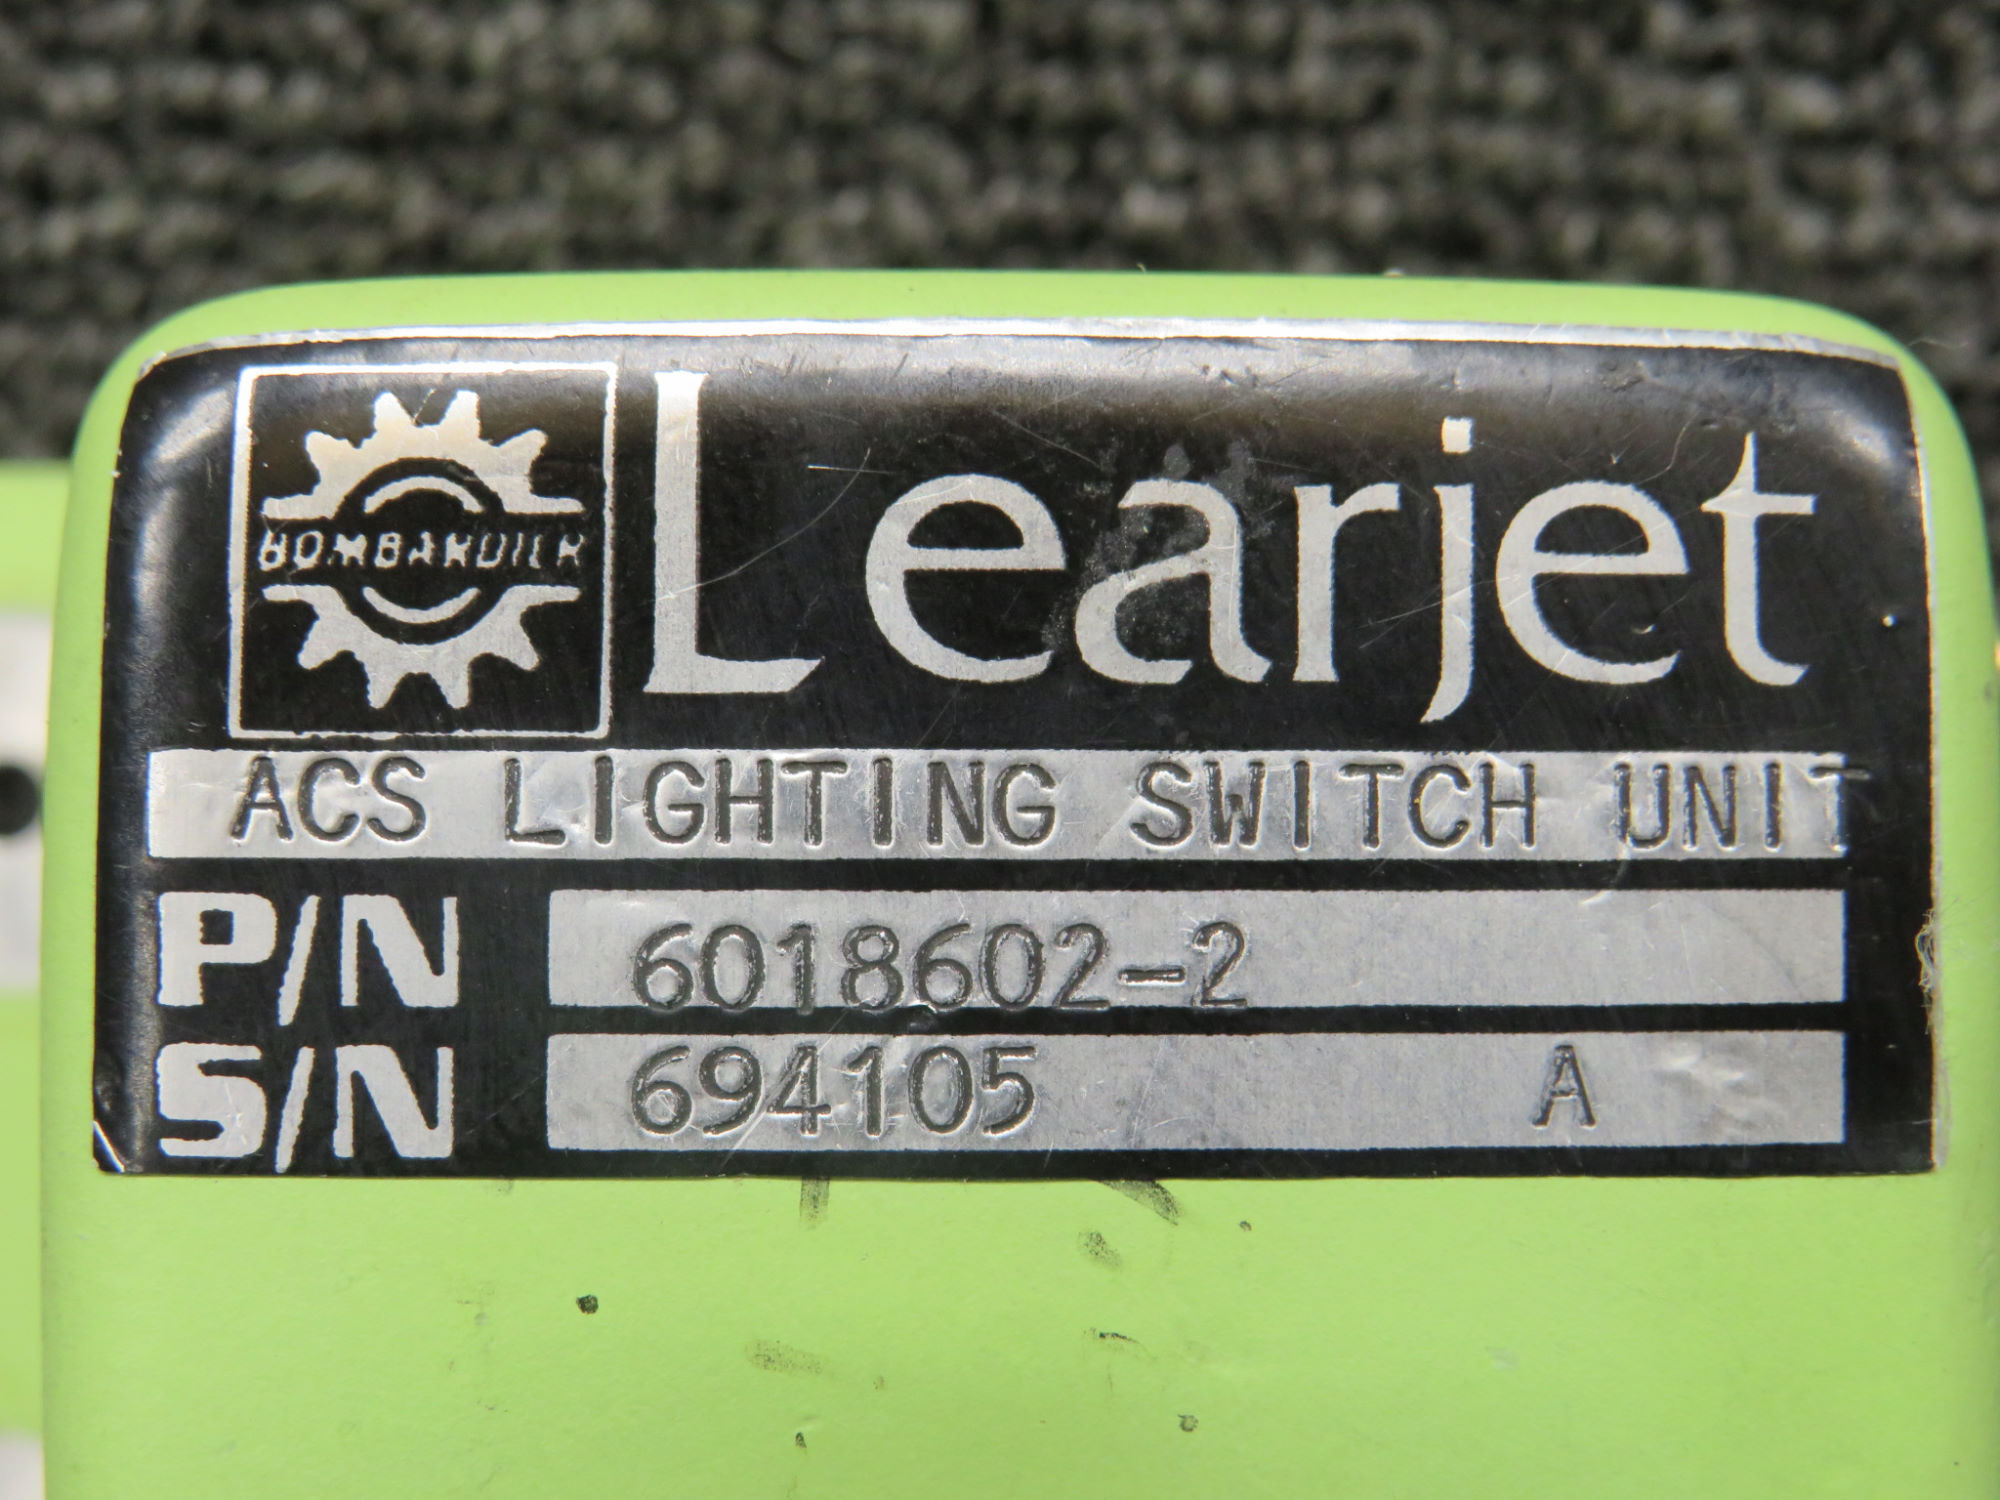 BOMBARDIER
Learjet
ACS LIGHTING SWITCH UNIT
P/N 6018602-2
S/N 694105 A